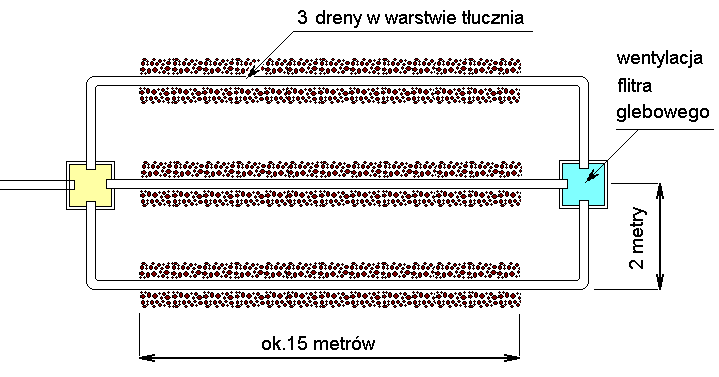 3 dreny w warstwie tłucznia
wentylacja
flitra
glebowego
2 metry
ok.15 metrów